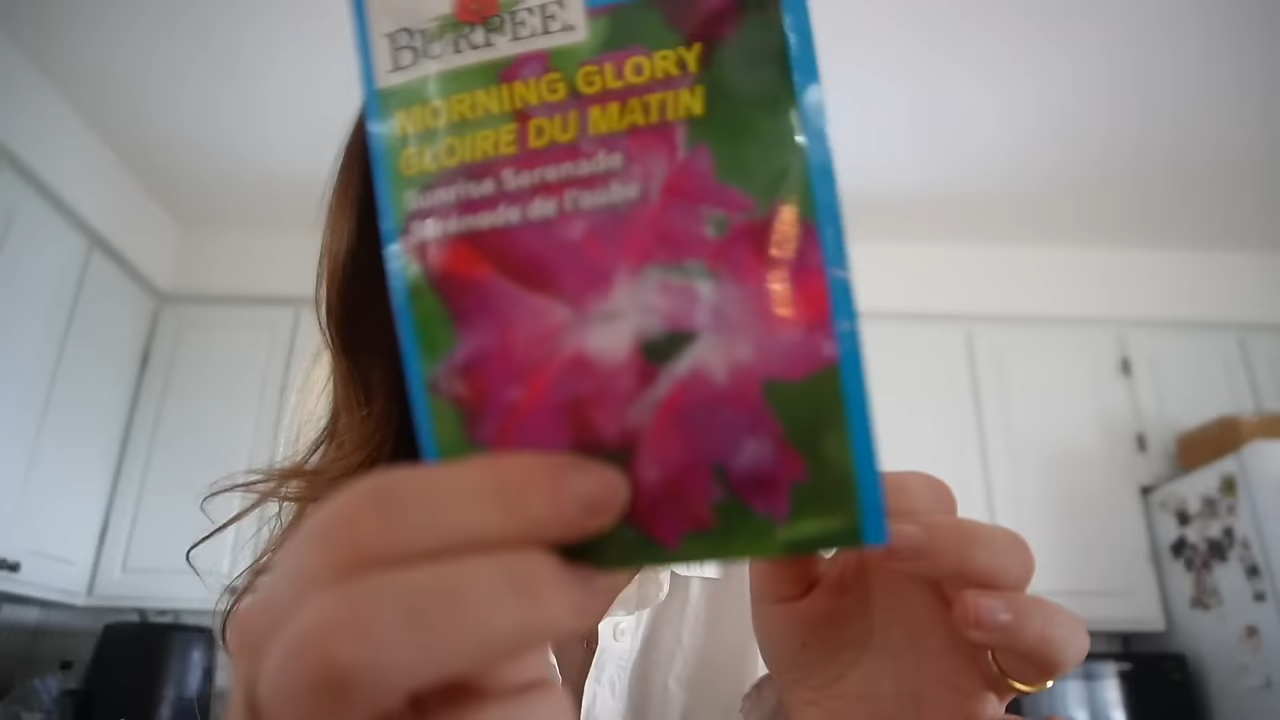 BURPEE
MORNING GLORY
GLOIRE DU MATIN
Sunrise Serenade
Sérénade de l'aube